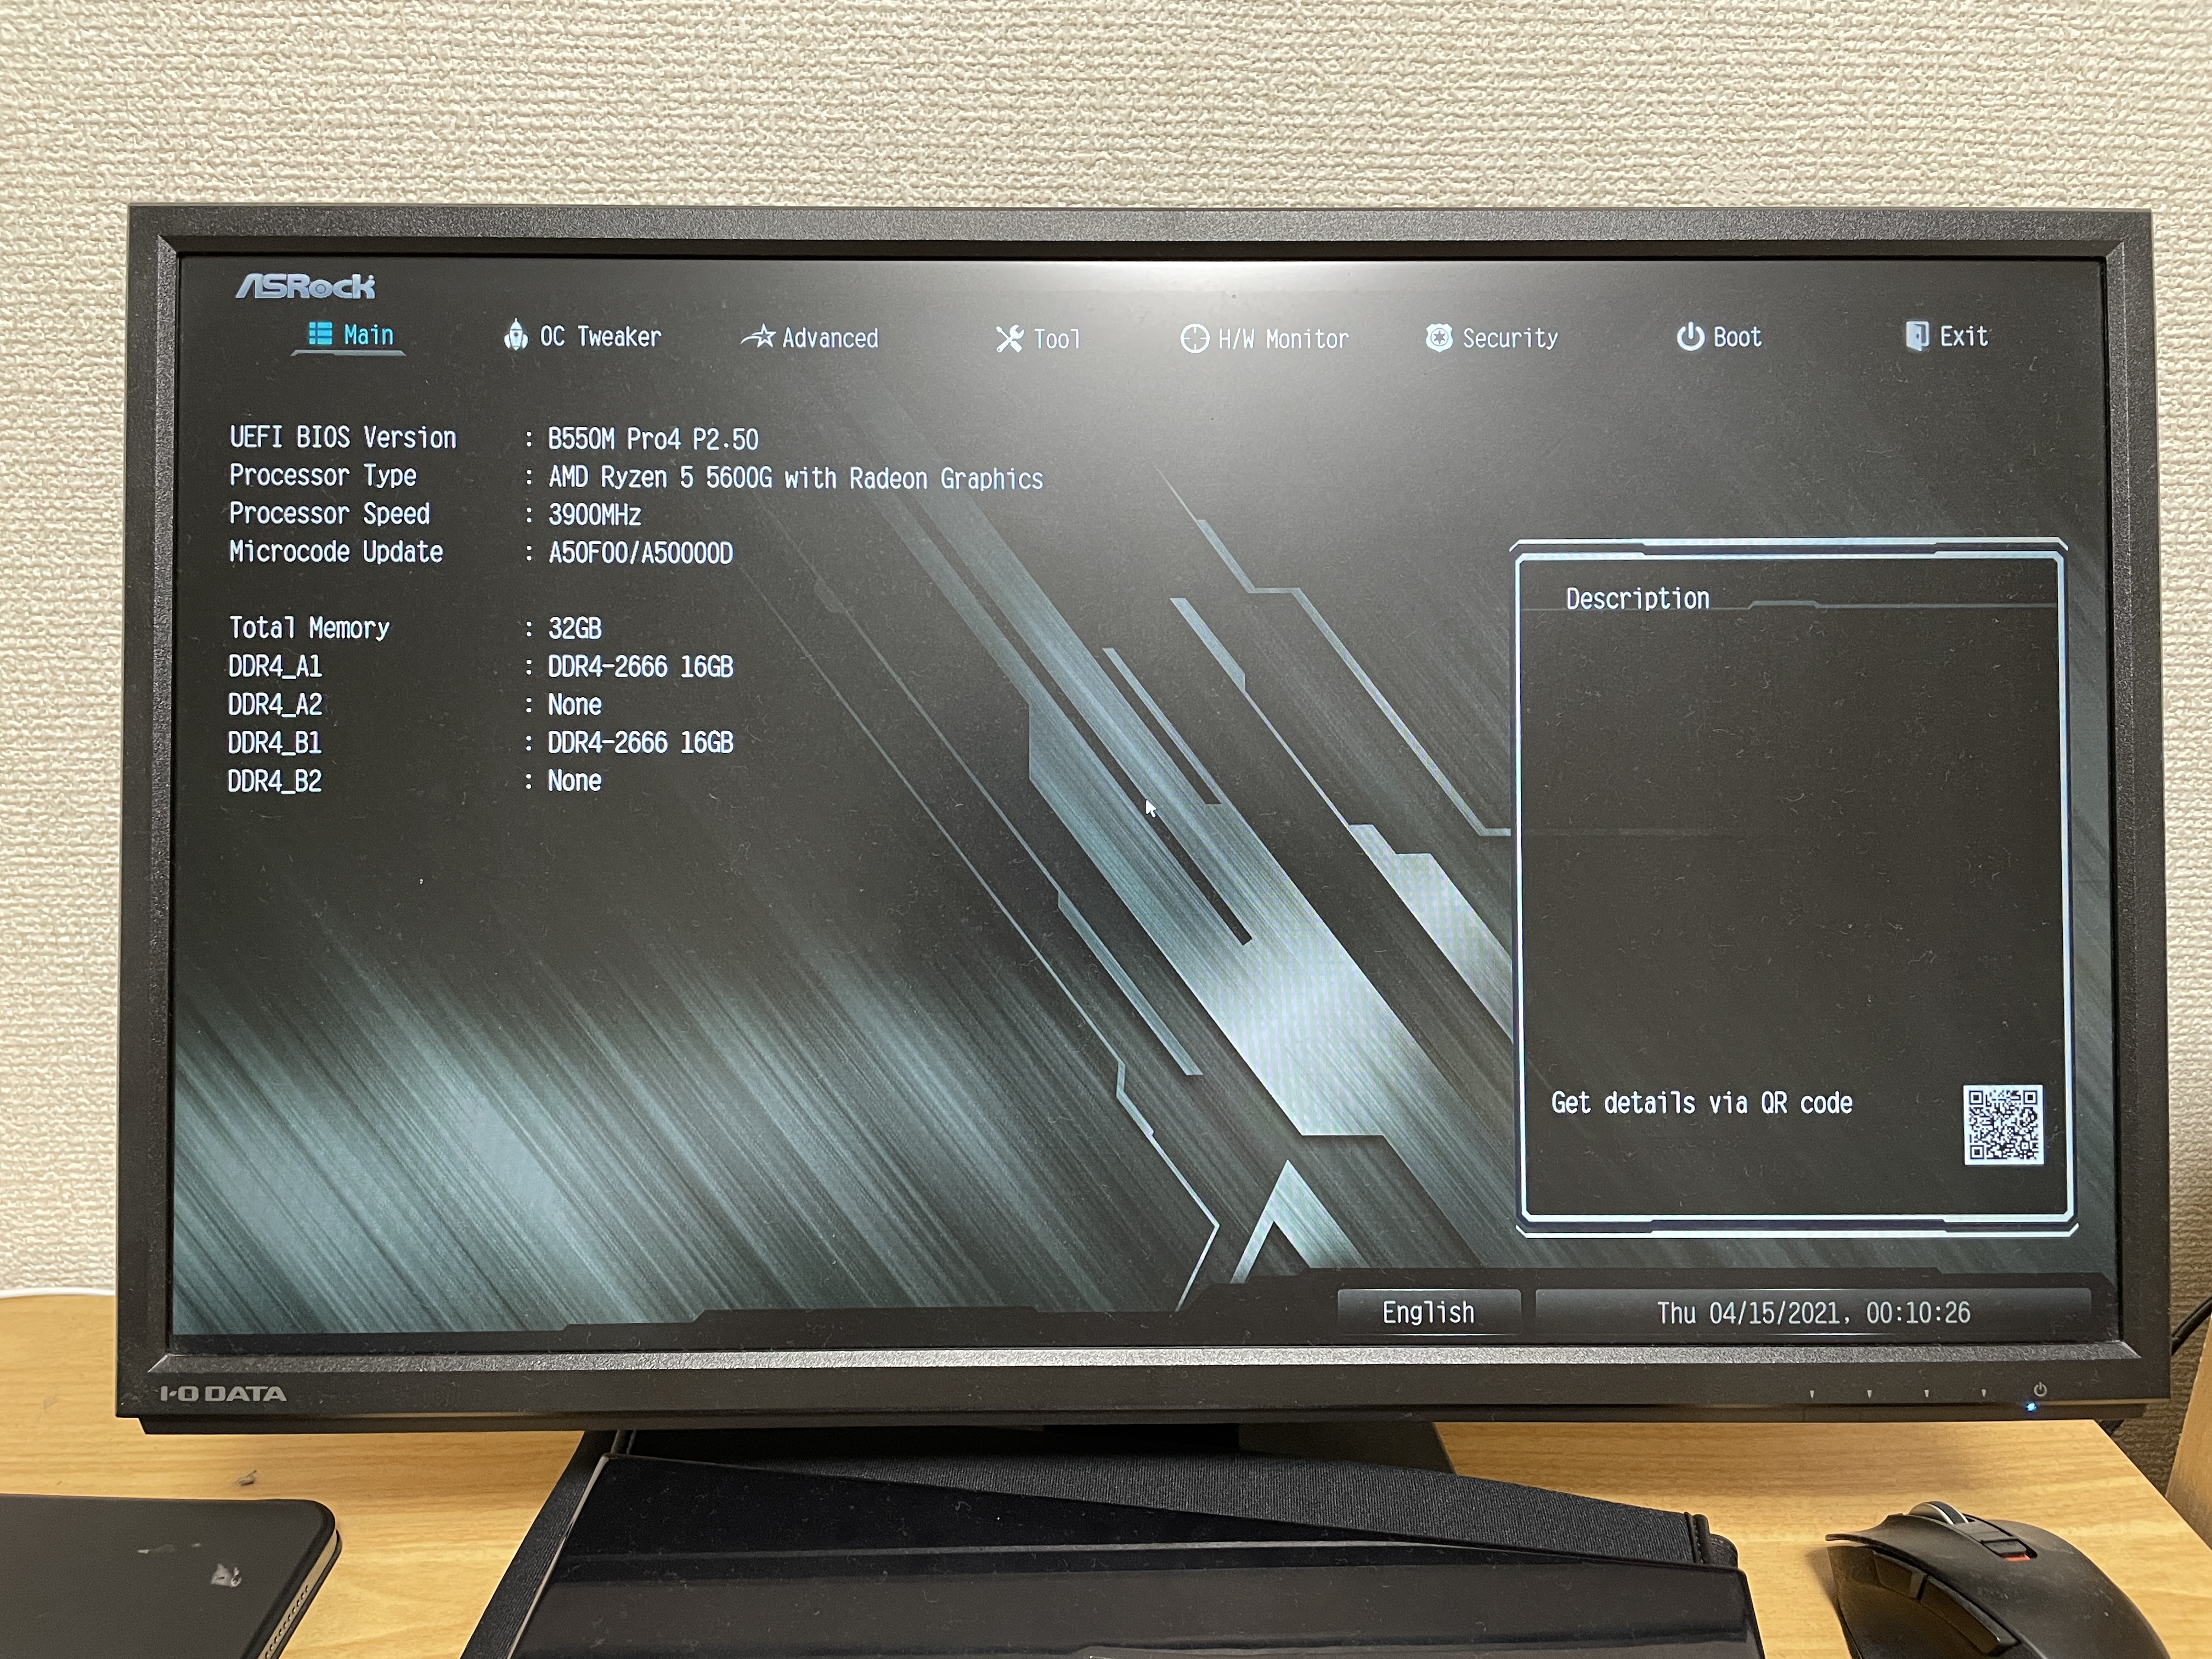 ASRock
Main
OC Tweaker
Advanced
Tool
H/W Monitor
Security
Boot
Exit
UEFI BIOS Version : B550M Pro4 P2.50
Processor Type : AMD Ryzen 5 5600G with Radeon Graphics
Processor Speed : 3900MHz
Microcode Update : A50F00/A50000D
Total Memory : 32GB
DDR4_A1 : DDR4-2666 16GB
DDR4_A2 : None
DDR4_B1 : DDR4-2666 16GB
DDR4_B2 : None
Description
Get details via QR code
English
Thu 04/15/2021, 00:10:26
I-O DATA